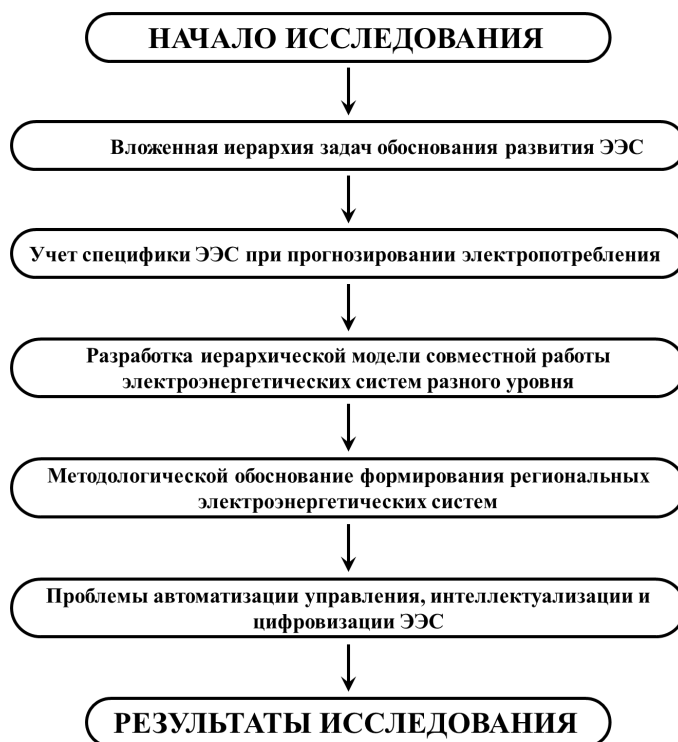 НАЧАЛО ИССЛЕДОВАНИЯ
Вложенная иерархия задач обоснования развития ЭЭС
Учет специфики ЭЭС при прогнозировании электропотребления
Разработка иерархической модели совместной работы
электроэнергетических систем разного уровня
Методологической обоснование формирования региональных
электроэнергетических систем
Проблемы автоматизации управления, интеллектуализации и
цифровизации ЭЭС
РЕЗУЛЬТАТЫ ИССЛЕДОВАНИЯ